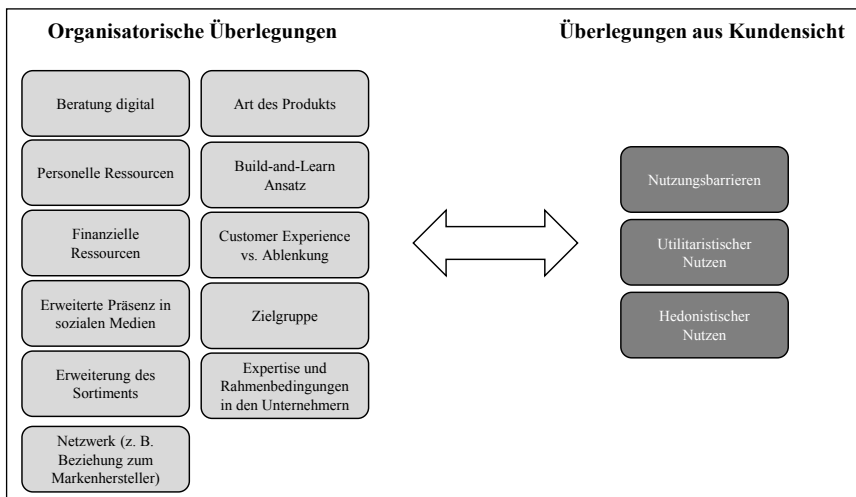 Organisatorische Überlegungen
Beratung digital
Personelle Ressourcen
Finanzielle
Ressourcen
Erweiterte Präsenz in
sozialen Medien
Erweiterung des
Sortiments
Netzwerk (z. B.
Beziehung zum
Markenhersteller)
Art des Produkts
Build-and-Learn
Ansatz
Customer Experience
vs. Ablenkung
Zielgruppe
Expertise und
Rahmenbedingungen
in den Unternehmern
Überlegungen aus Kundensicht
Nutzungsbarrieren
Utilitaristischer
Nutzen
Hedonistischer
Nutzen